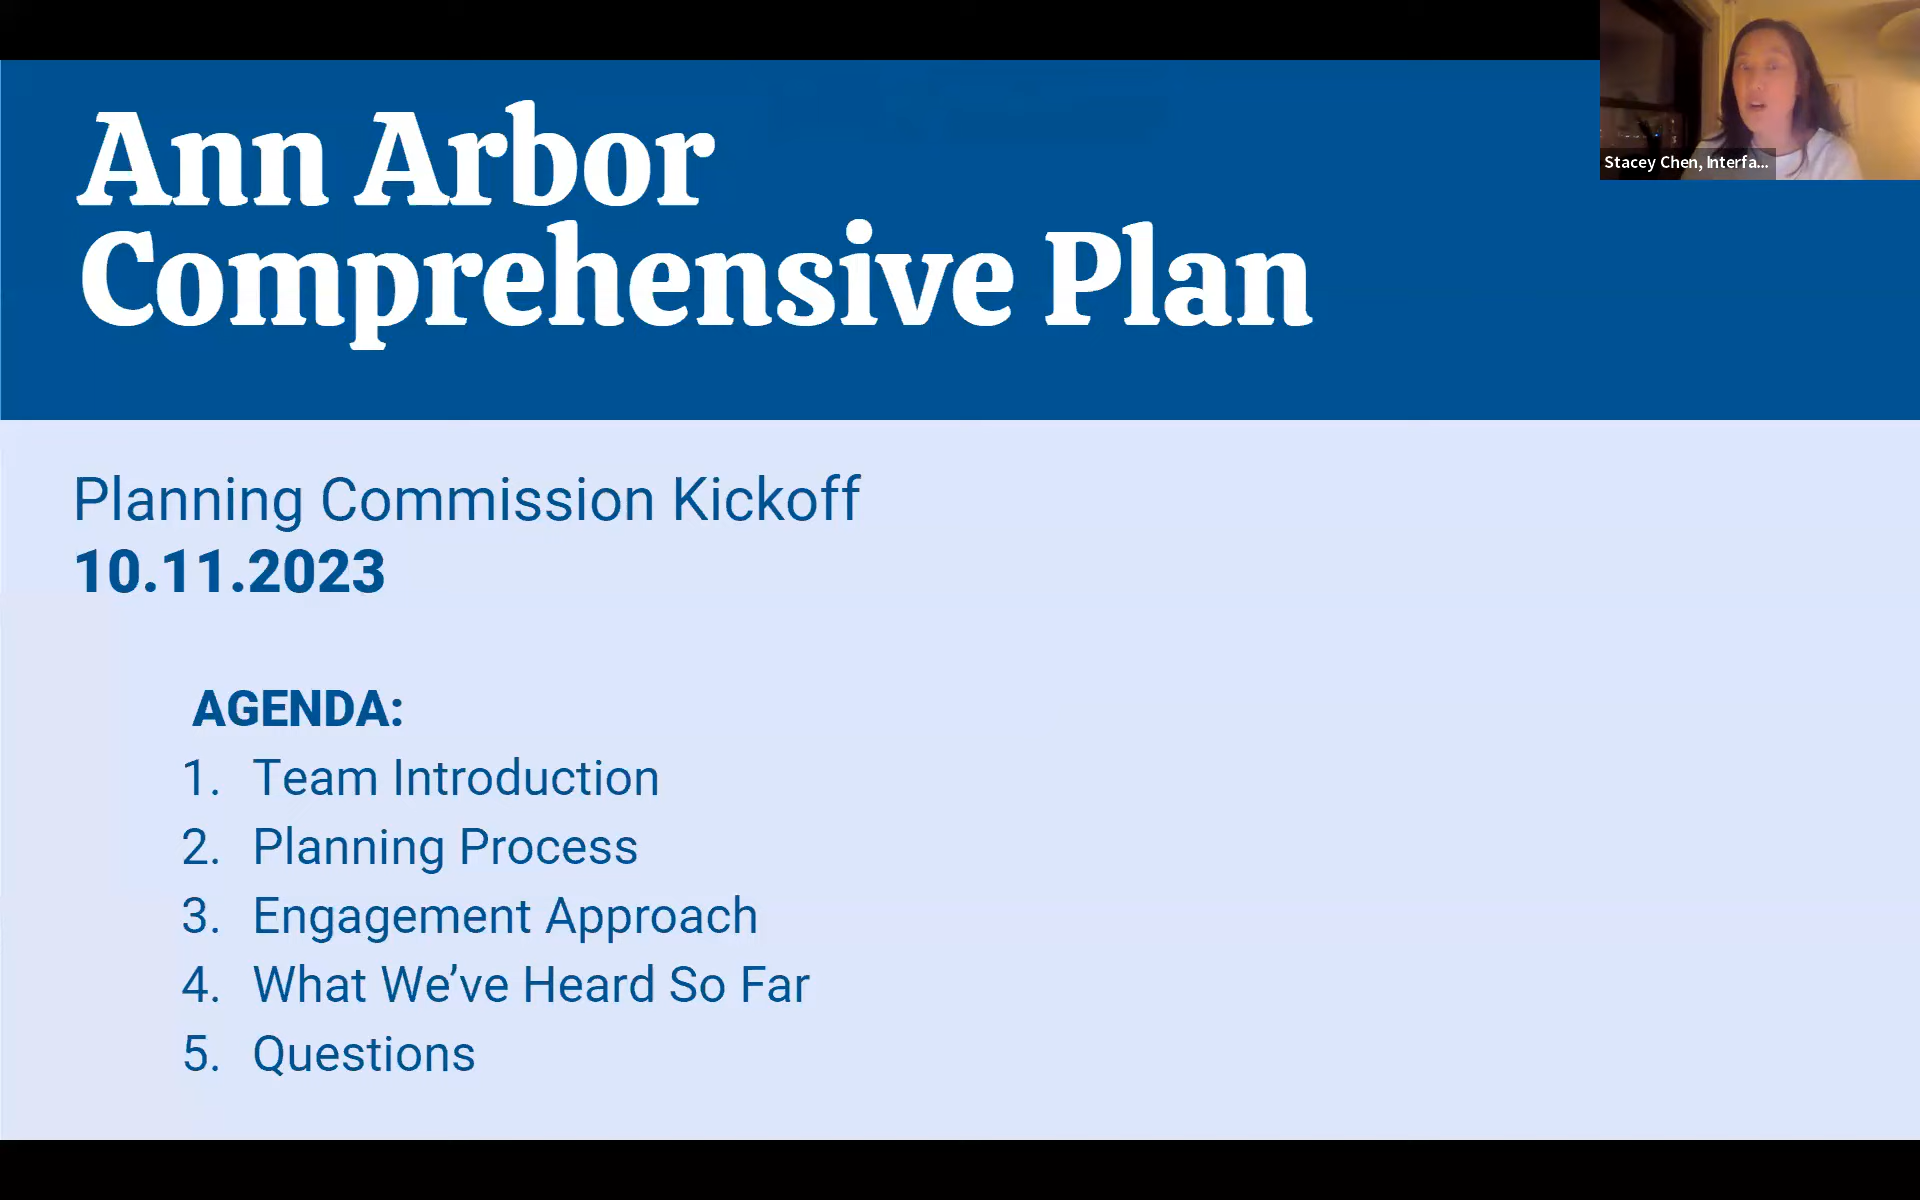 Ann Arbor
Comprehensive Plan
Stacey Chen, Interfa...
Planning Commission Kickoff
10.11.2023
AGENDA:
1. Team Introduction
2. Planning Process
3. Engagement Approach
4. What We’ve Heard So Far
5. Questions